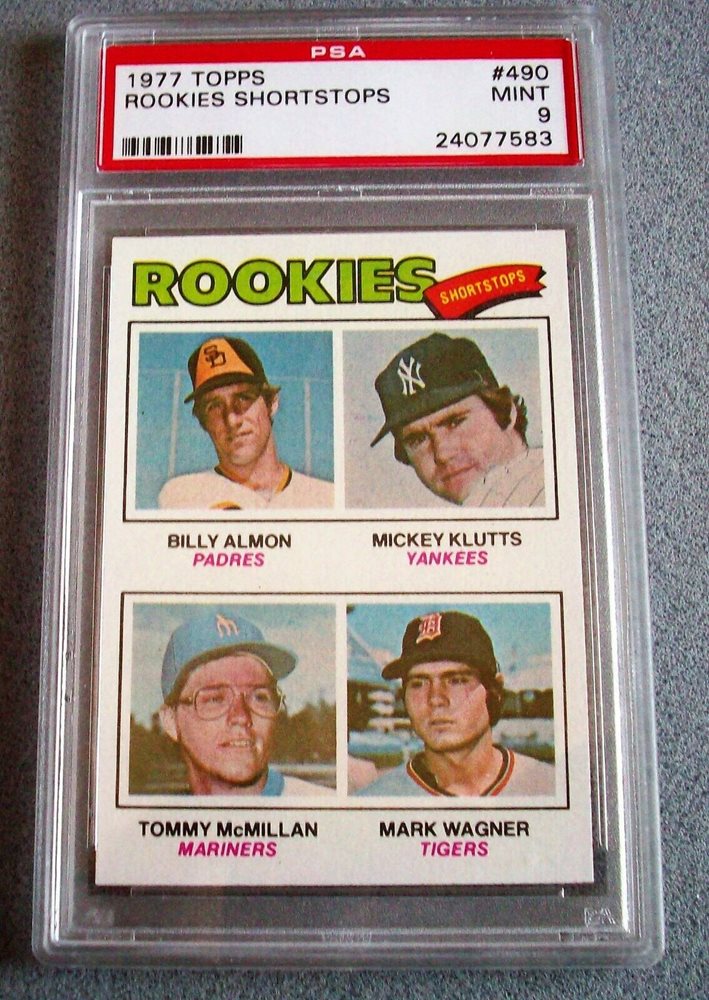 PSA
1977 TOPPS #490
ROOKIES SHORTSTOPS MINT
9
24077583
ROOKIES
SHORTSTOPS
SD
NY
BILLY ALMON MICKEY KLUTTS
PADRES YANKEES
M
D
TOMMY McMILLAN MARK WAGNER
MARINERS TIGERS